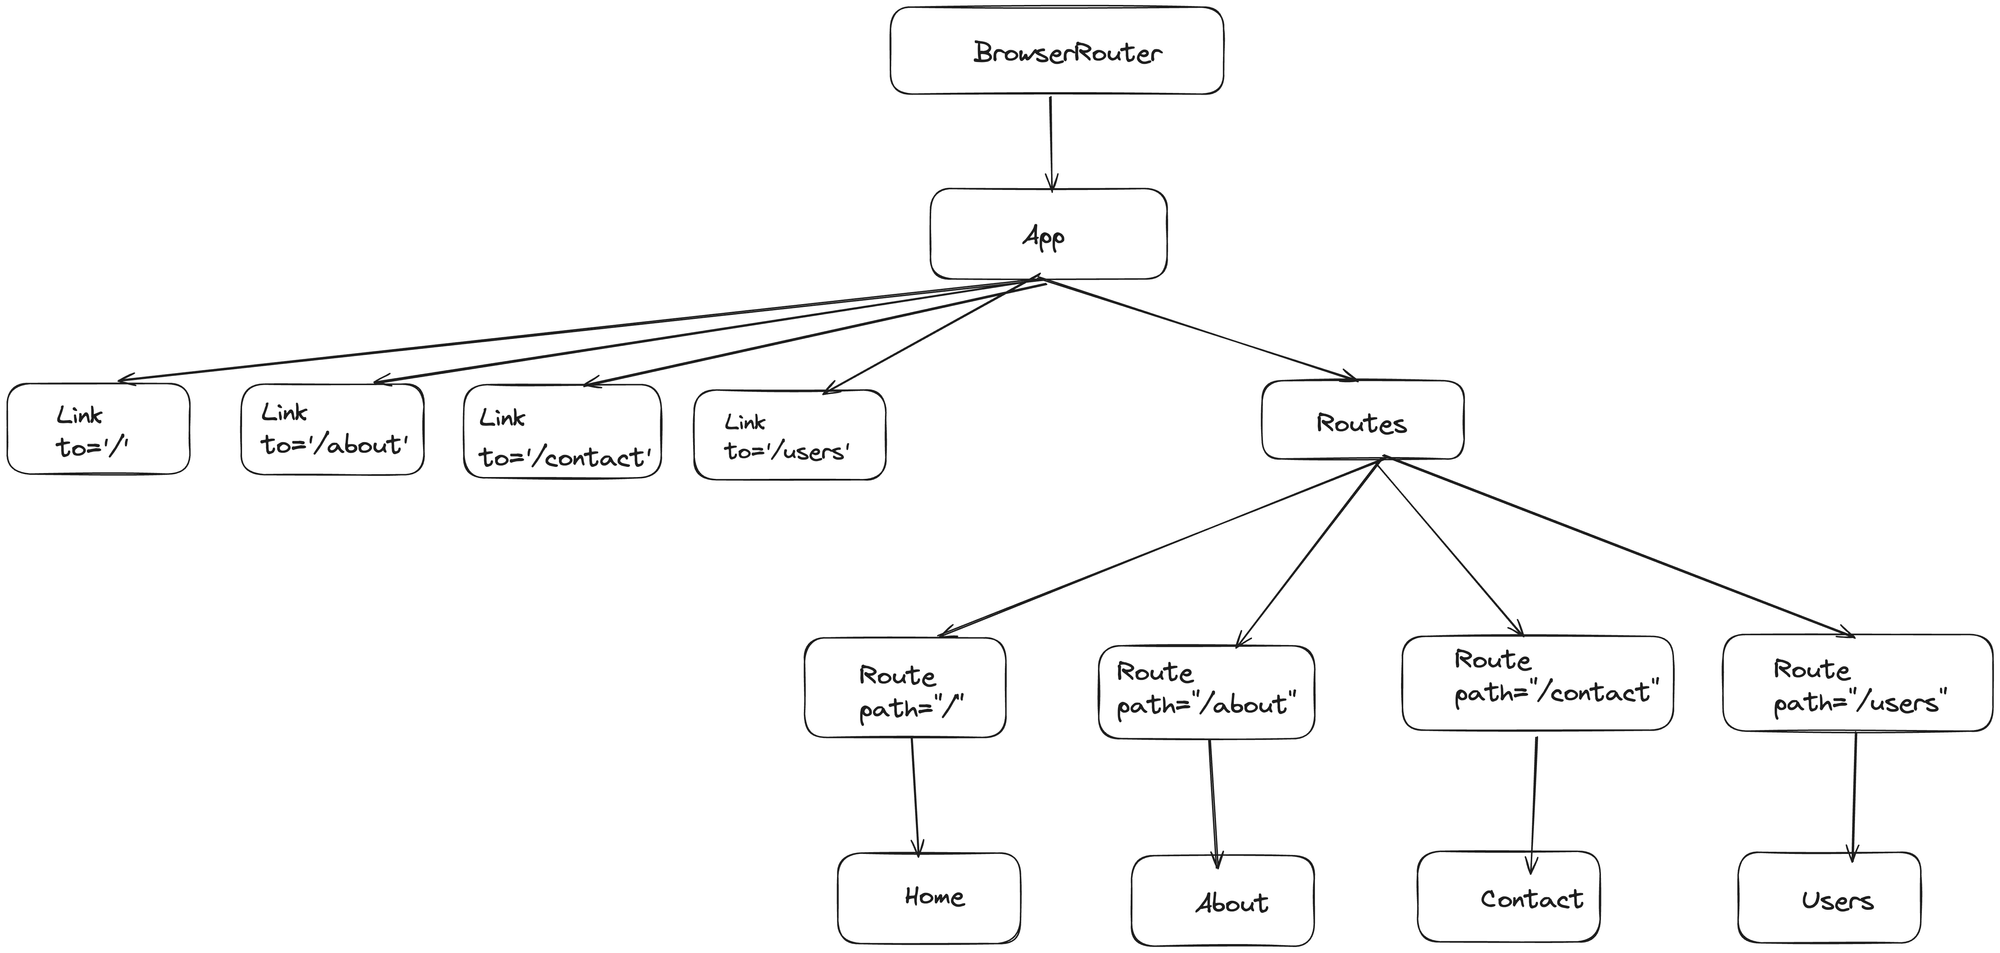 BrowserRouter
App
Link
to='/'
Link
to='/about'
Link
to='/contact'
Link
to='/users'
Routes
Route
path="/"
Route
path="/about"
Route
path="/contact"
Route
path="/users"
Home
About
Contact
Users